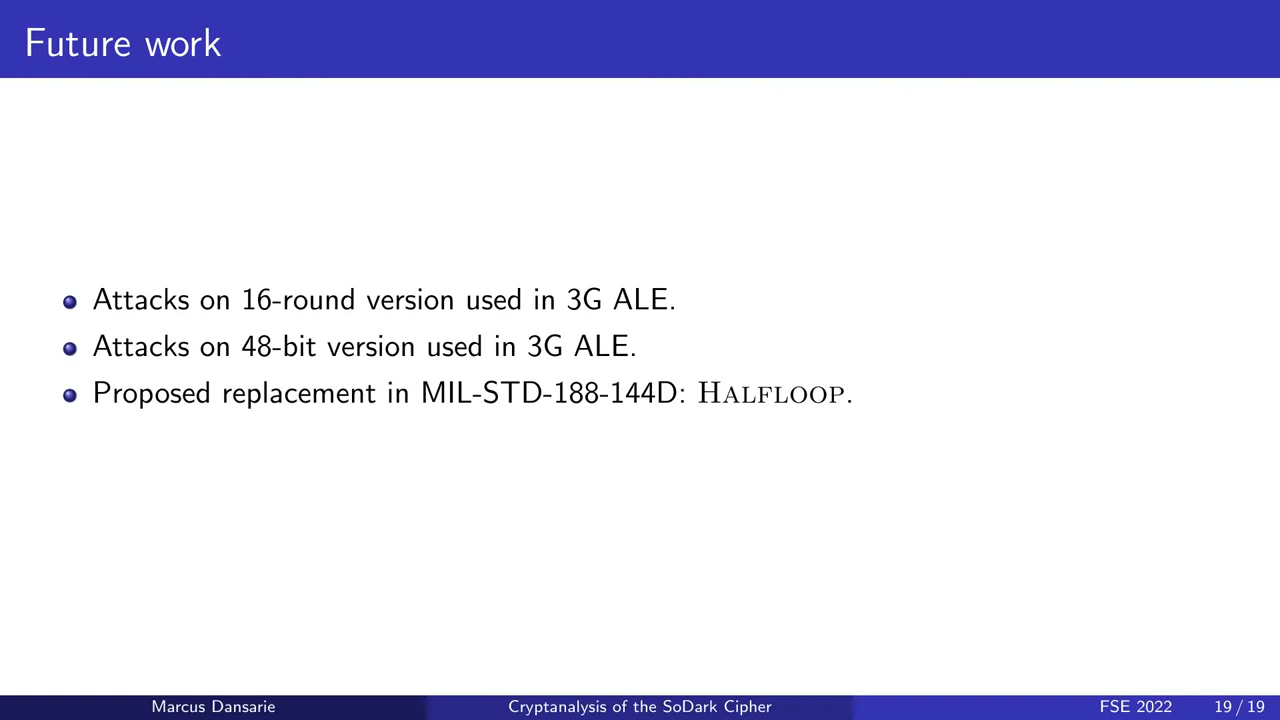 Future work
Attacks on 16-round version used in 3G ALE.
Attacks on 48-bit version used in 3G ALE.
Proposed replacement in MIL-STD-188-144D: HALFLOOP.
Marcus Dansarie Cryptanalysis of the SoDark Cipher FSE 2022 19 / 19